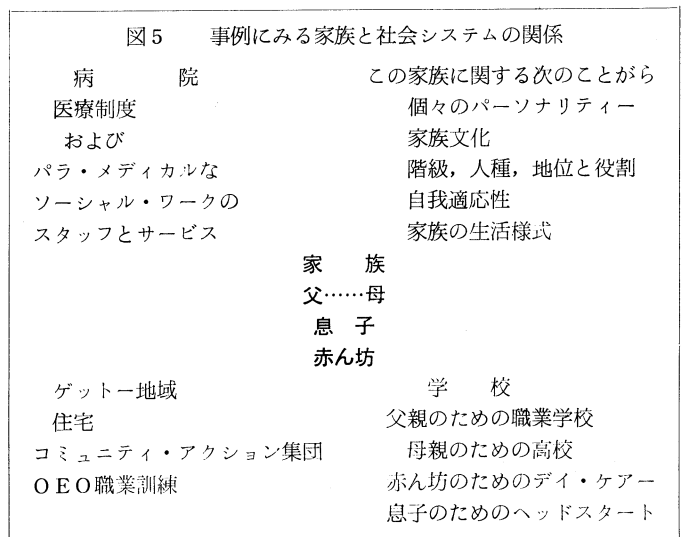 図5 事例にみる家族と社会システムの関係
病 院
医療制度
および
パラ・メディカルな
ソーシャル・ワークの
スタッフとサービス
この家族に関する次のことがら
個々のパーソナリティー
家族文化
階級，人種，地位と役割
自我適応性
家族の生活様式
家 族
父……母
息 子
赤ん坊
ゲットー地域
住宅
コミュニティ・アクション集団
OEO職業訓練
学 校
父親のための職業学校
母親のための高校
赤ん坊のためのデイ・ケアー
息子のためのヘッドスタート